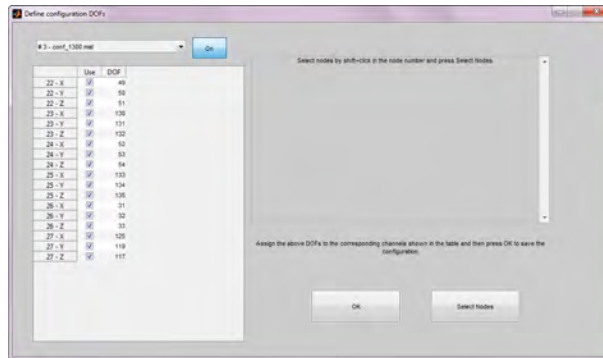 Define configuration DOFs
# 3 - conf_1300 mat
On
Select nodes by shift+click in the node number and press Select Nodes.
Use DOF
22 - X 49
22 - Y 50
22 - Z 51
23 - X 130
23 - Y 131
23 - Z 132
24 - X 52
24 - Y 53
24 - Z 54
25 - X 133
25 - Y 134
25 - Z 135
26 - X 31
26 - Y 32
26 - Z 33
27 - X 125
27 - Y 119
27 - Z 117
Assign the above DOFs to the corresponding channels shown in the table and then press OK to save the
configuration.
OK
Select Nodes